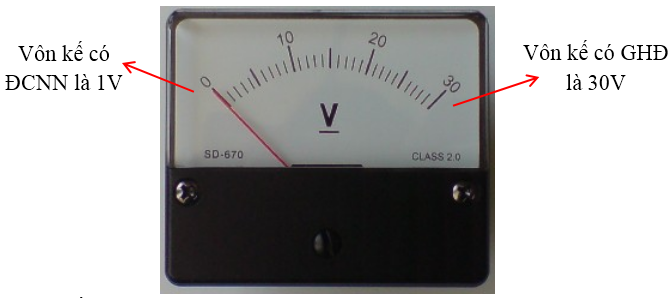 Vôn kế có
ĐCNN là 1V
0 10 20 30
V
SD-670
CLASS 2.0
Vôn kế có GHĐ
là 30V